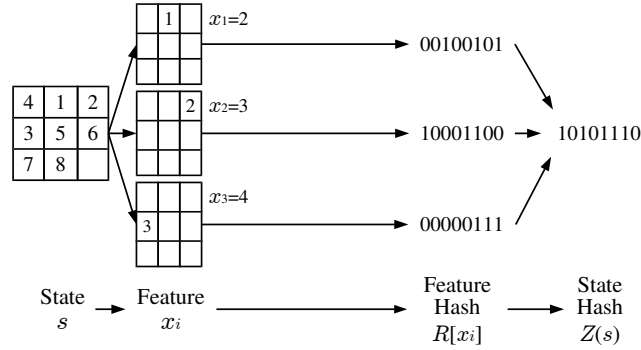 1
x1=2
00100101
4 1 2
3 5 6
7 8
2
x2=3
10001100
10101110
3
x3=4
00000111
State
s
Feature
xi
Feature
Hash
R[xi]
State
Hash
Z(s)